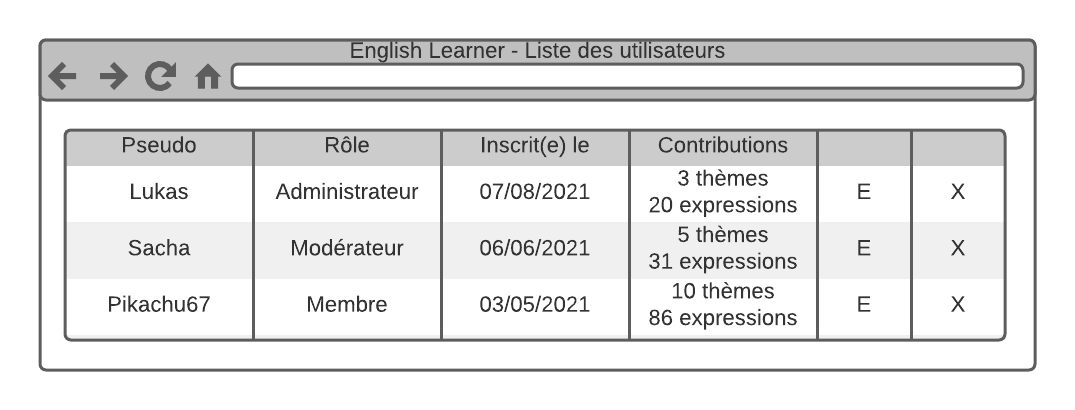 English Learner - Liste des utilisateurs
Pseudo Rôle Inscrit(e) le Contributions
Lukas Administrateur 07/08/2021 3 thèmes 20 expressions E X
Sacha Modérateur 06/06/2021 5 thèmes 31 expressions E X
Pikachu67 Membre 03/05/2021 10 thèmes 86 expressions E X